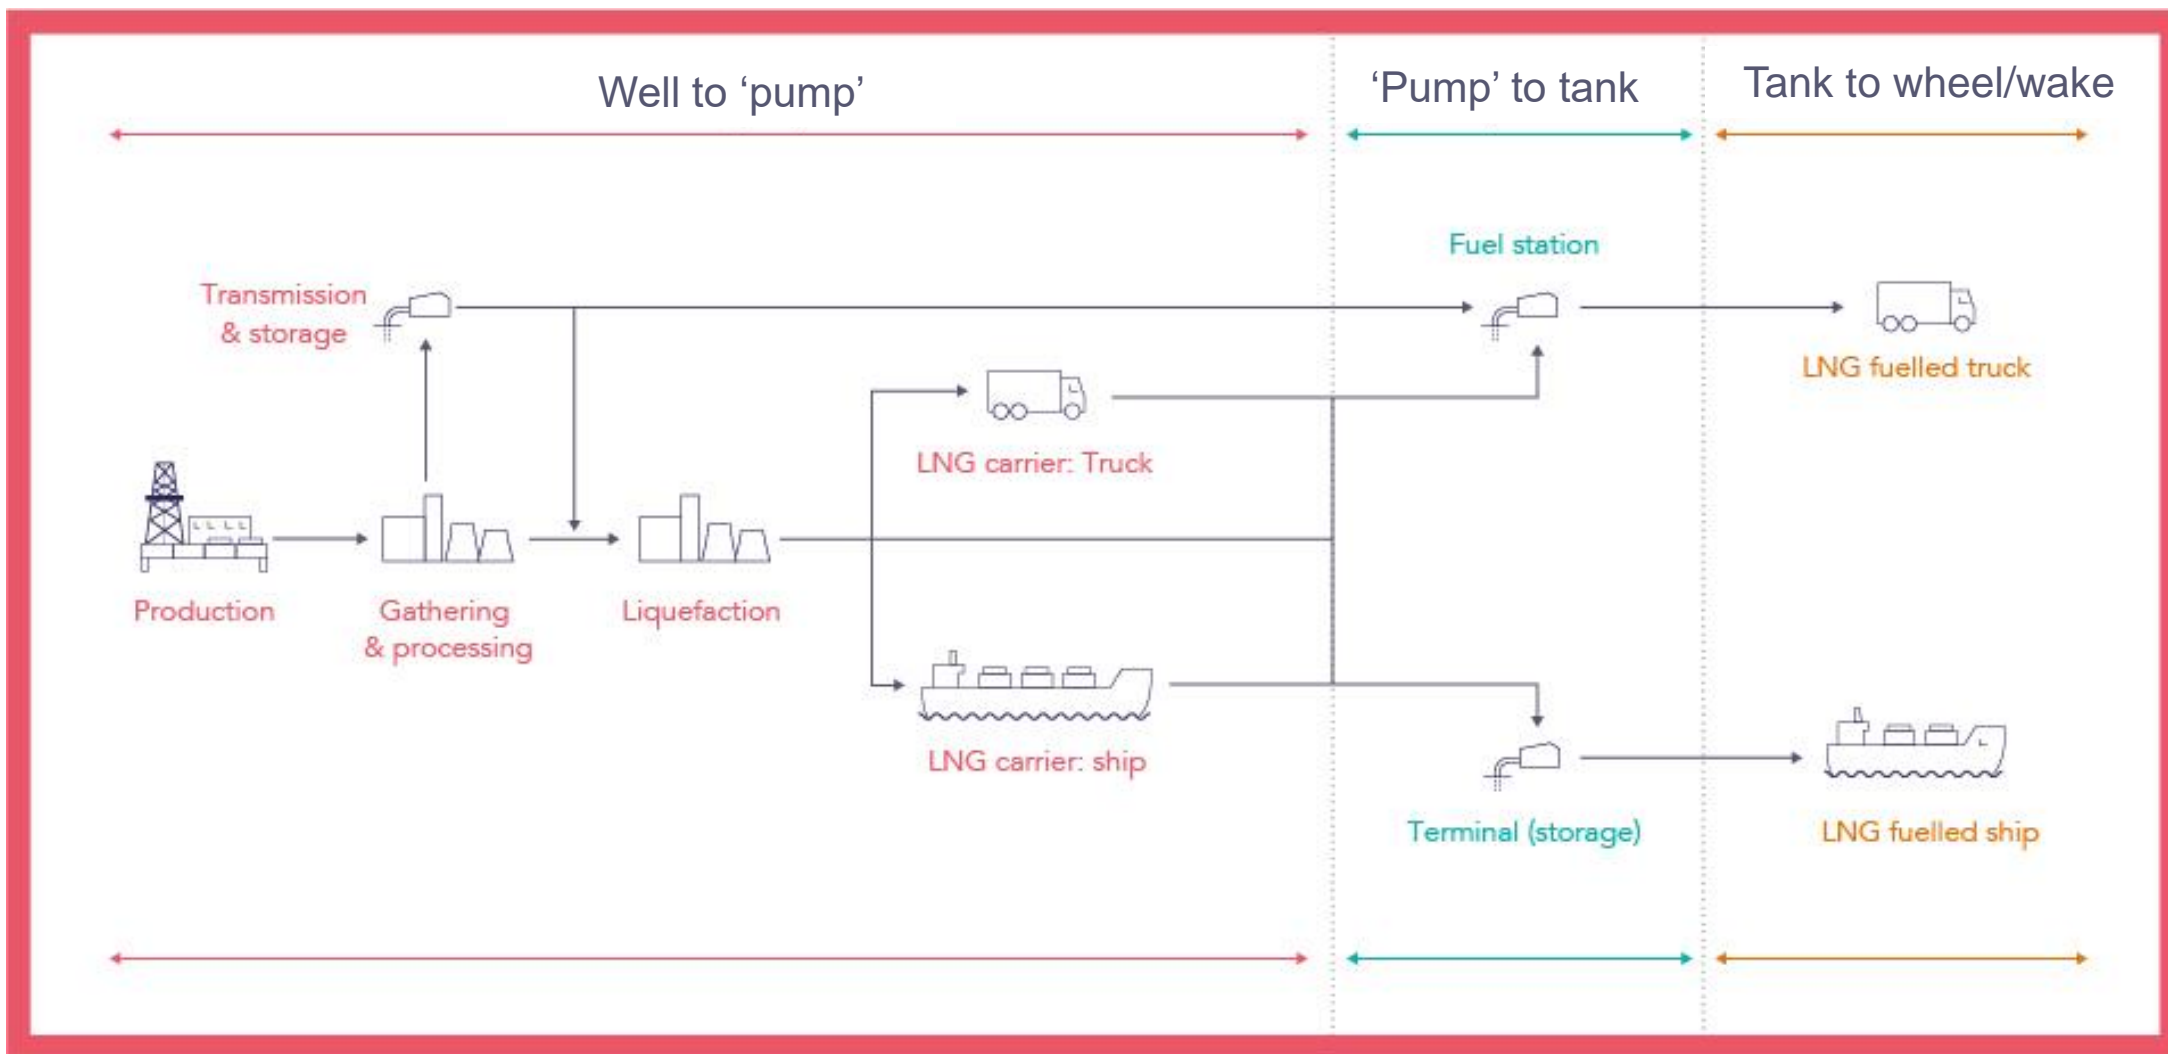 Well to ‘pump’
‘Pump’ to tank
Tank to wheel/wake
Fuel station
Transmission
& storage
LNG fuelled truck
LNG carrier: Truck
Production
Gathering
& processing
Liquefaction
LNG carrier: ship
Terminal (storage)
LNG fuelled ship